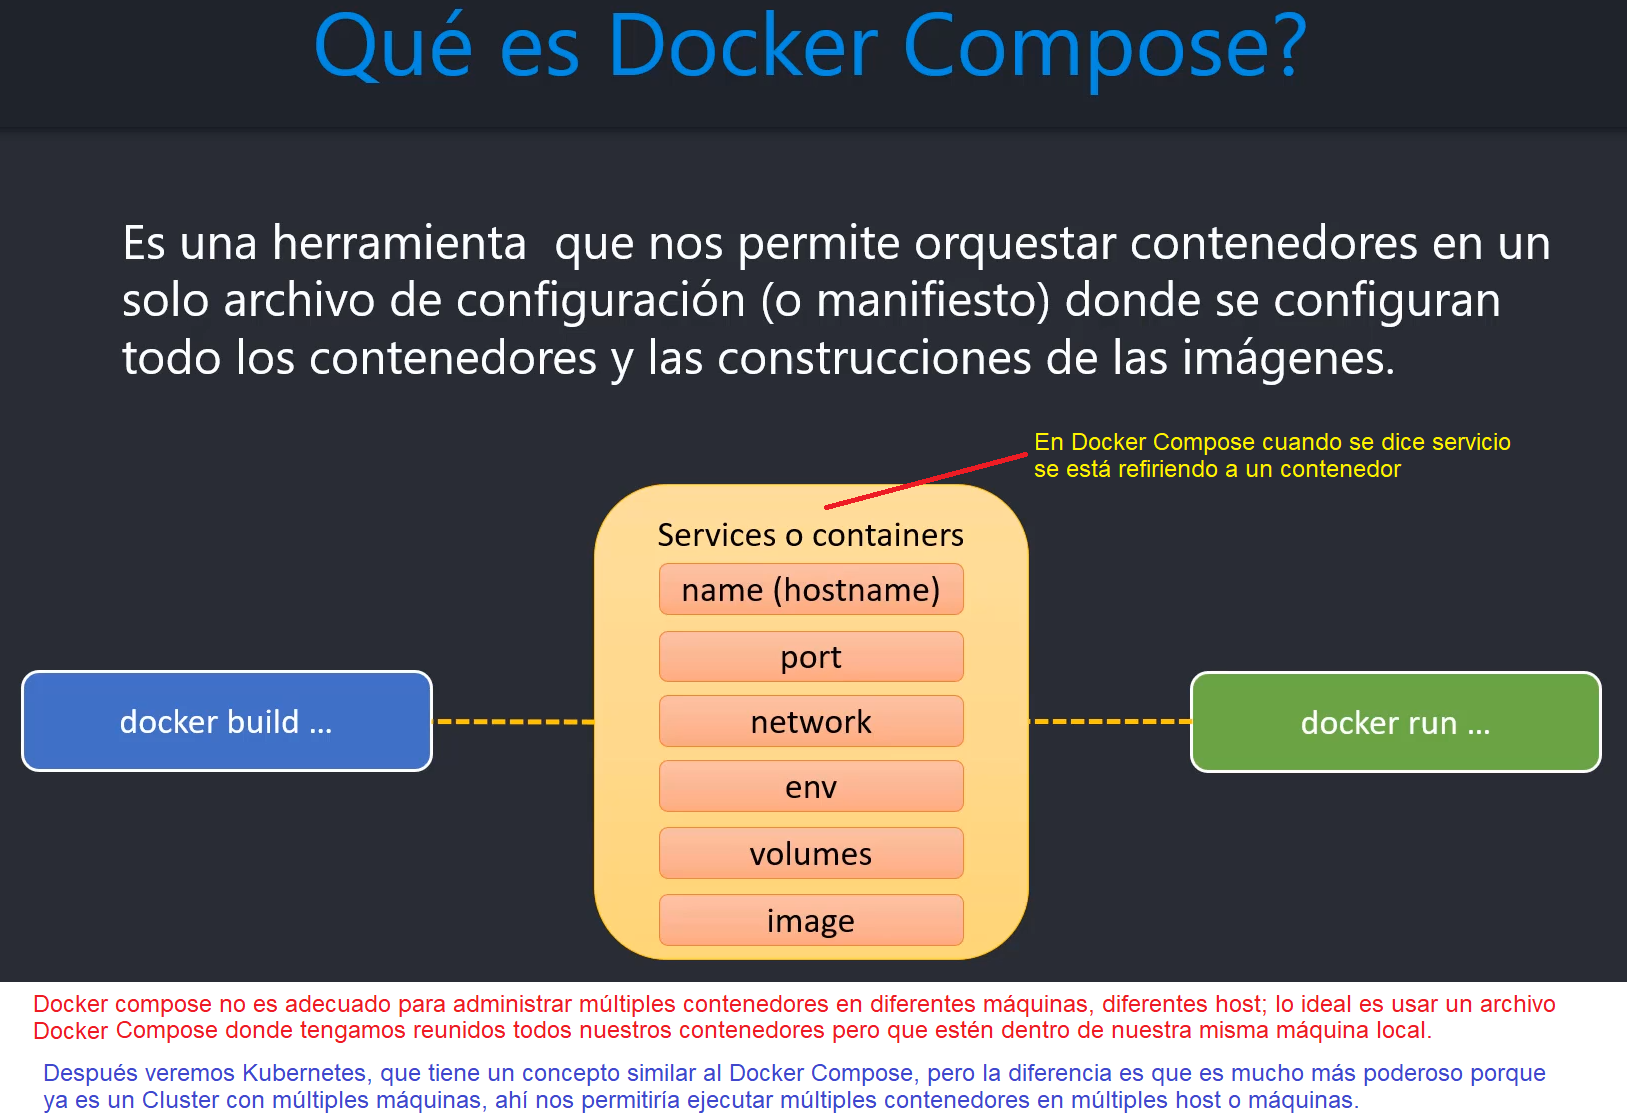 Qué es Docker Compose?
Es una herramienta  que nos permite orquestar contenedores en un
solo archivo de configuración (o manifiesto) donde se configuran
todo los contenedores y las construcciones de las imágenes.
En Docker Compose cuando se dice servicio
se está refiriendo a un contenedor
Services o containers
name (hostname)
port
network
env
volumes
image
docker build ...
docker run ...
Docker compose no es adecuado para administrar múltiples contenedores en diferentes máquinas, diferentes host; lo ideal es usar un archivo
Docker Compose donde tengamos reunidos todos nuestros contenedores pero que estén dentro de nuestra misma máquina local.
Después veremos Kubernetes, que tiene un concepto similar al Docker Compose, pero la diferencia es que es mucho más poderoso porque
ya es un Cluster con múltiples máquinas, ahí nos permitiría ejecutar múltiples contenedores en múltiples host o máquinas.